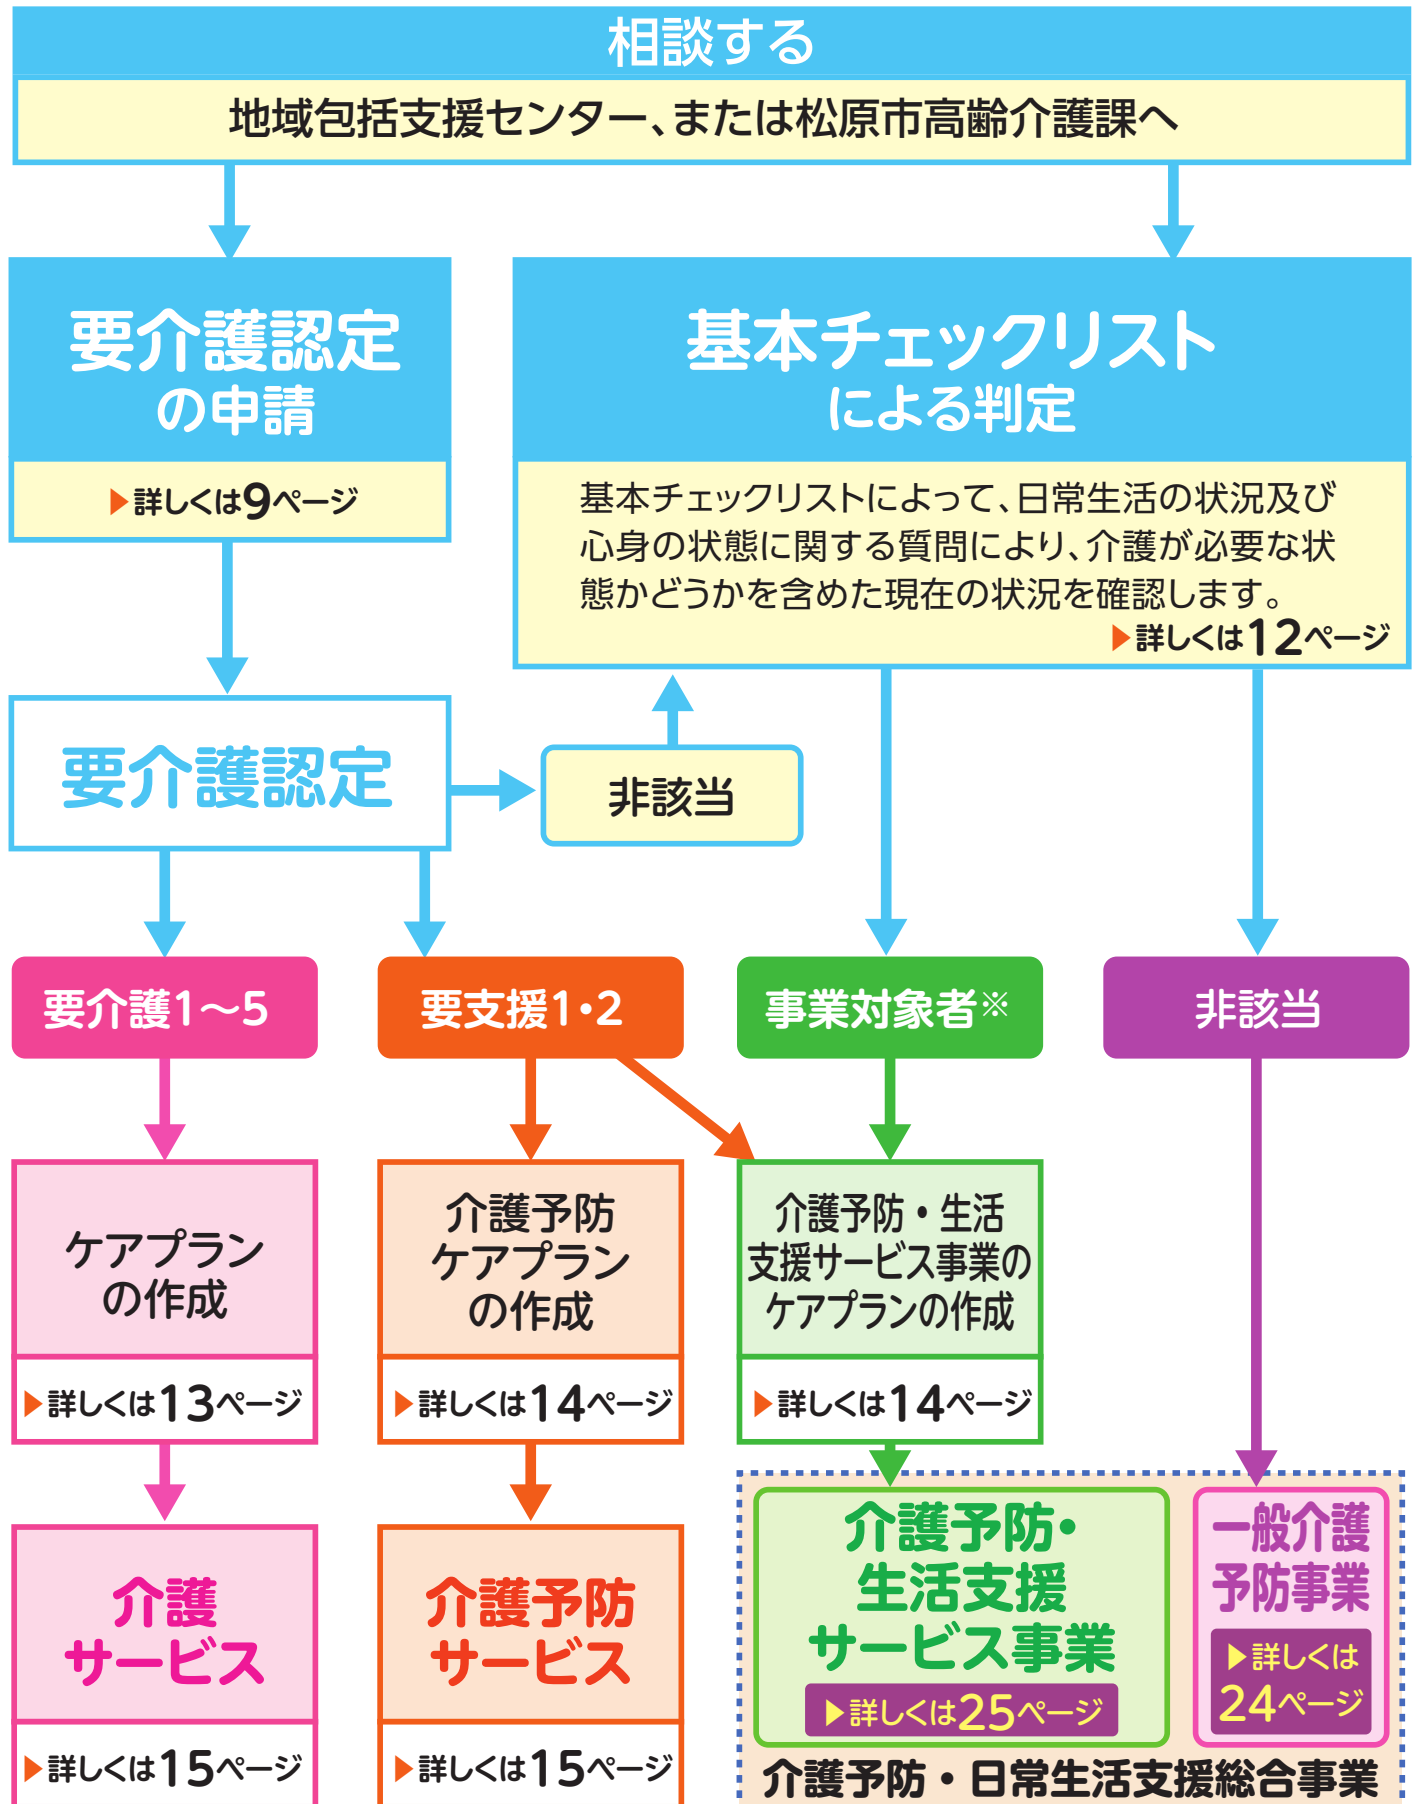 相談する
地域包括支援センター、または松原市高齢介護課へ
要介護認定
の申請
▶詳しくは9ページ
基本チェックリスト
による判定
基本チェックリストによって、日常生活の状況及び
心身の状態に関する質問により、介護が必要な状
態かどうかを含めた現在の状況を確認します。
▶詳しくは12ページ
要介護認定
非該当
要介護1～5
要支援1・2
事業対象者※
非該当
ケアプラン
の作成
▶詳しくは13ページ
介護予防
ケアプラン
の作成
▶詳しくは14ページ
介護予防・生活
支援サービス事業の
ケアプランの作成
▶詳しくは14ページ
介護
サービス
▶詳しくは15ページ
介護予防
サービス
▶詳しくは15ページ
介護予防・
生活支援
サービス事業
▶詳しくは25ページ
一般介護
予防事業
▶詳しくは
24ページ
介護予防・日常生活支援総合事業